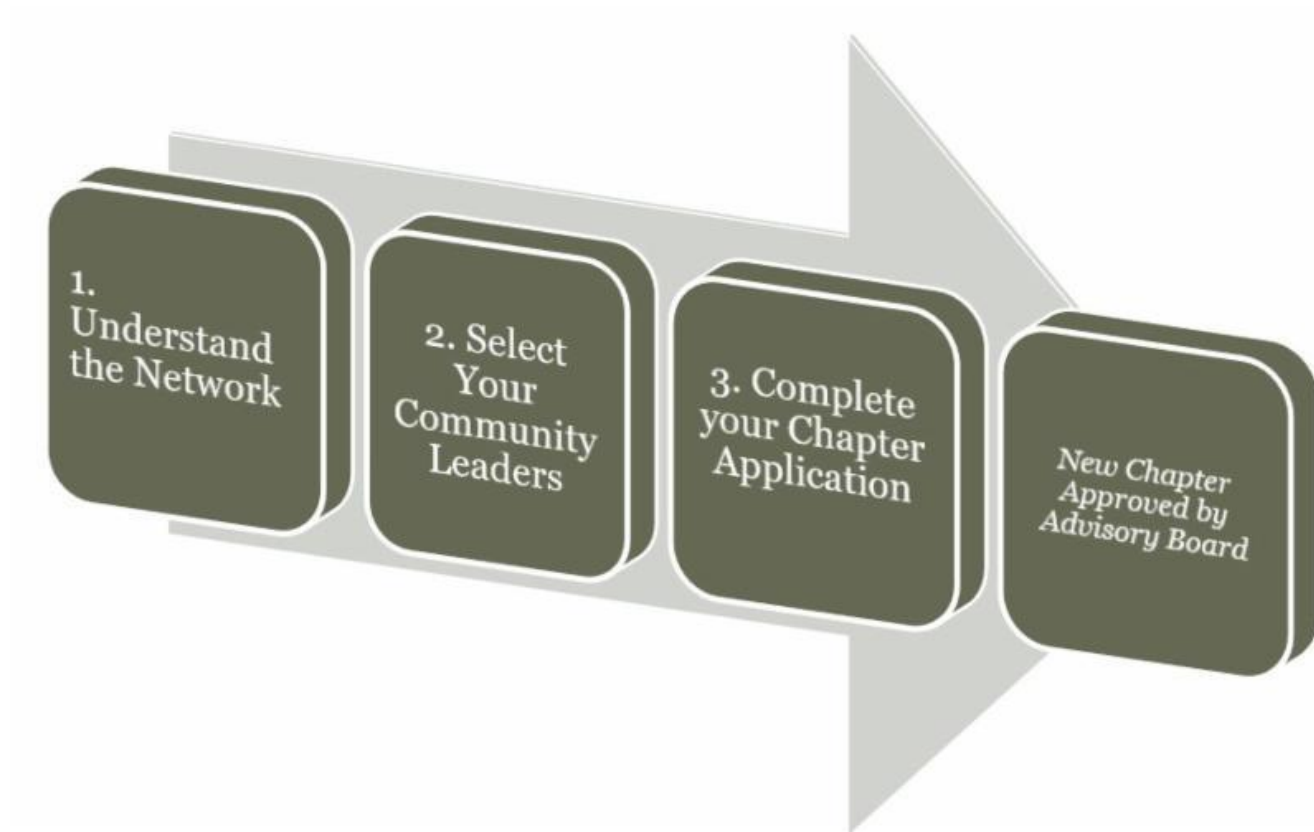 1.
Understand
the Network
2. Select
Your
Community
Leaders
3. Complete
your Chapter
Application
New Chapter
Approved by
Advisory Board